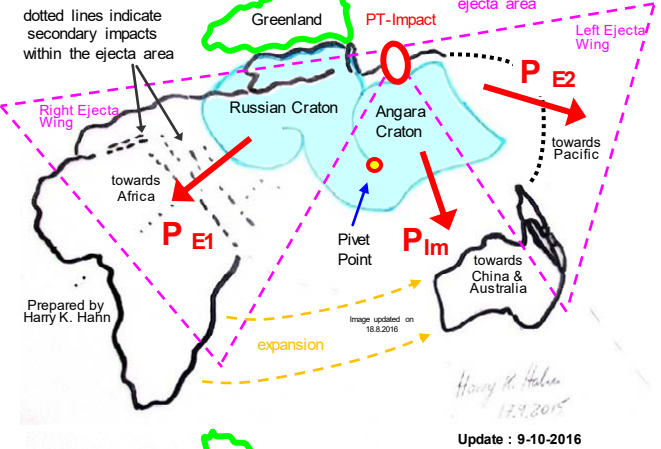 ejecta area
dotted lines indicate
secondary impacts
within the ejecta area
Greenland
PT-Impact
Left Ejecta
Wing
P E2
Right Ejecta
Wing
Russian Craton
Angara
Craton
towards
Pacific
towards
Africa
P E1
Pivet
Point
P Im
towards
China &
Australia
Prepared by
Harry K. Hahn
Image updated on
18.8.2016
expansion
Harry K. Hahn
17.9.2015
Update : 9-10-2016